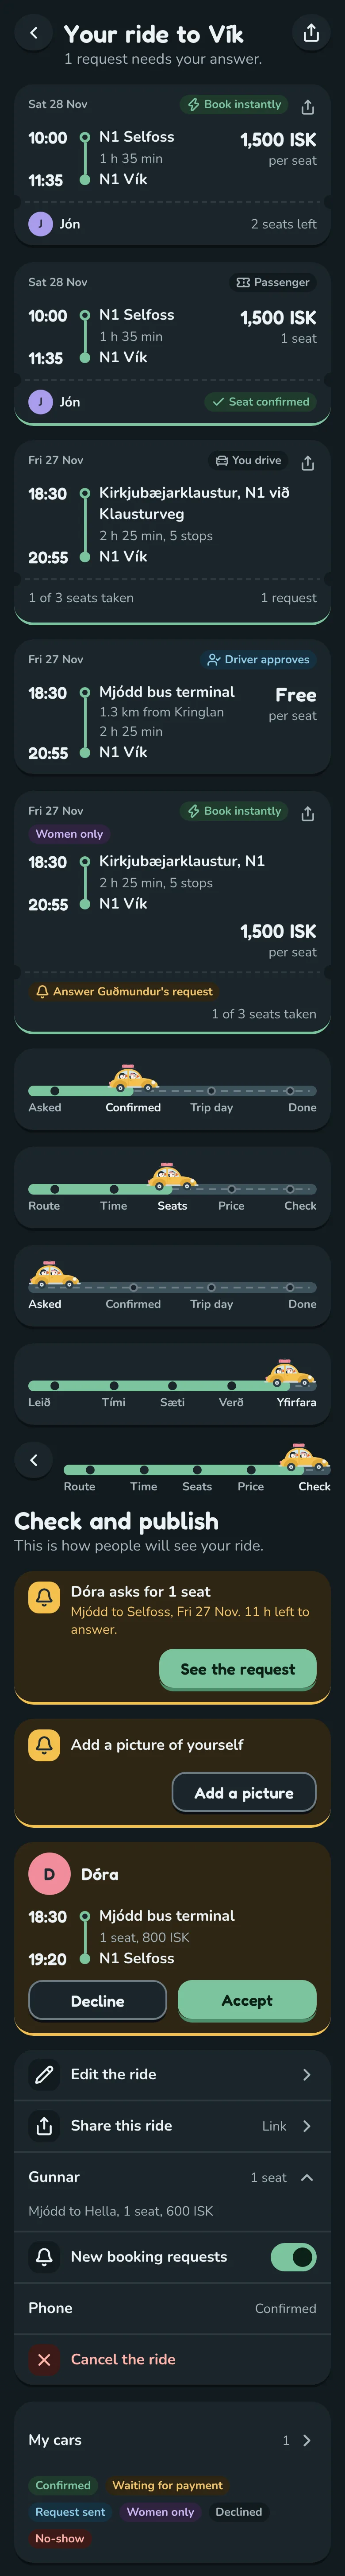 Your ride to Vík
1 request needs your answer.
Sat 28 Nov
Book instantly
10:00
N1 Selfoss
1,500 ISK
1 h 35 min
per seat
11:35
N1 Vík
J
Jón
2 seats left
Sat 28 Nov
Passenger
10:00
N1 Selfoss
1,500 ISK
1 h 35 min
1 seat
11:35
N1 Vík
J
Jón
Seat confirmed
Fri 27 Nov
You drive
18:30
Kirkjubæjarklaustur, N1 við
Klausturveg
2 h 25 min, 5 stops
20:55
N1 Vík
1 of 3 seats taken
1 request
Fri 27 Nov
Driver approves
18:30
Mjódd bus terminal
Free
1.3 km from Kringlan
per seat
2 h 25 min
20:55
N1 Vík
Fri 27 Nov
Book instantly
Women only
18:30
Kirkjubæjarklaustur, N1
2 h 25 min, 5 stops
20:55
N1 Vík
1,500 ISK
per seat
Answer Guðmundur's request
1 of 3 seats taken
Asked
Confirmed
Trip day
Done
Route
Time
Seats
Price
Check
Asked
Confirmed
Trip day
Done
Leið
Tími
Sæti
Verð
Yfirfara
Route
Time
Seats
Price
Check
Check and publish
This is how people will see your ride.
Dóra asks for 1 seat
Mjódd to Selfoss, Fri 27 Nov. 11 h left to
answer.
See the request
Add a picture of yourself
Add a picture
D
Dóra
18:30
Mjódd bus terminal
1 seat, 800 ISK
19:20
N1 Selfoss
Decline
Accept
Edit the ride
Share this ride
Link
Gunnar
1 seat
Mjódd to Hella, 1 seat, 600 ISK
New booking requests
Phone
Confirmed
Cancel the ride
My cars
1
Confirmed
Waiting for payment
Request sent
Women only
Declined
No-show